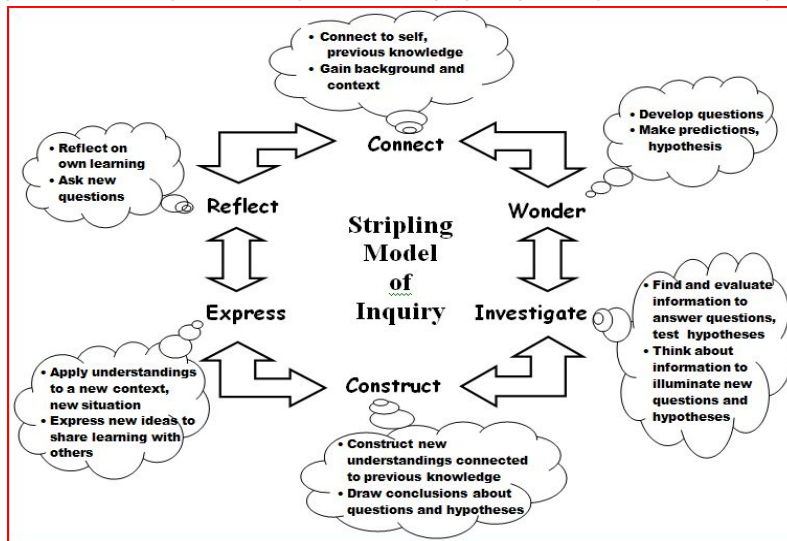 • Connect to self,
previous knowledge
• Gain background and
context
Connect
• Develop questions
• Make predictions,
hypothesis
Wonder
• Find and evaluate
information to
answer questions,
test hypotheses
• Think about
information to
illuminate new
questions and
hypotheses
Investigate
• Construct new
understandings connected
to previous knowledge
• Draw conclusions about
questions and hypotheses
Construct
• Apply understandings
to a new context,
new situation
• Express new ideas to
share learning with
others
Express
• Reflect on
own learning
• Ask new
questions
Reflect
Stripling
Model
of
Inquiry